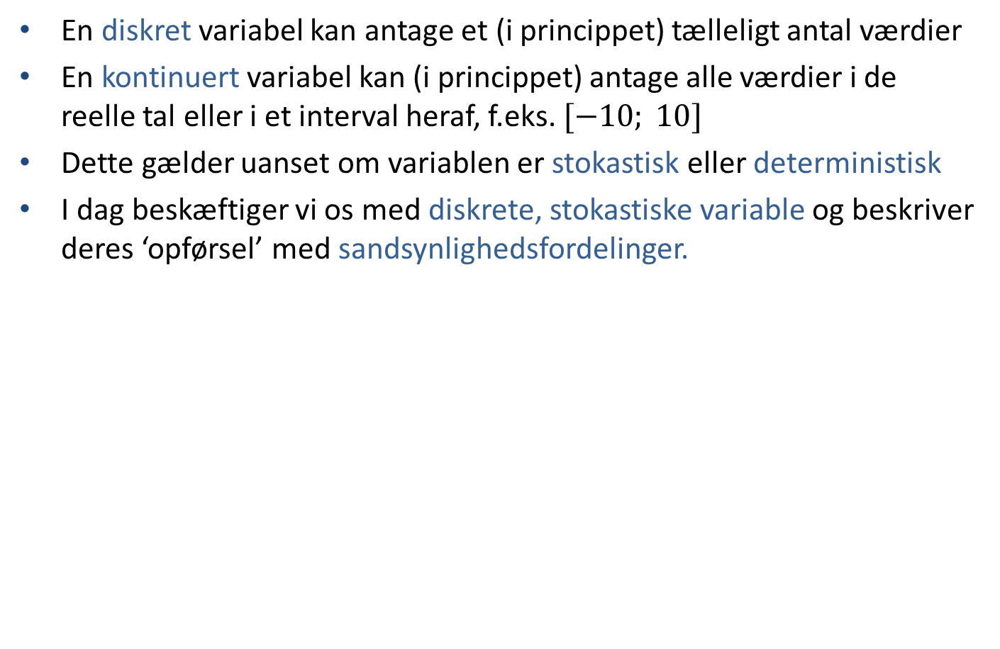 • En diskret variabel kan antage et (i princippet) tælleligt antal værdier
• En kontinuert variabel kan (i princippet) antage alle værdier i de
reelle tal eller i et interval heraf, f.eks. [−10; 10]
• Dette gælder uanset om variablen er stokastisk eller deterministisk
• I dag beskæftiger vi os med diskrete, stokastiske variable og beskriver
deres ‘opførsel’ med sandsynlighedsfordelinger.